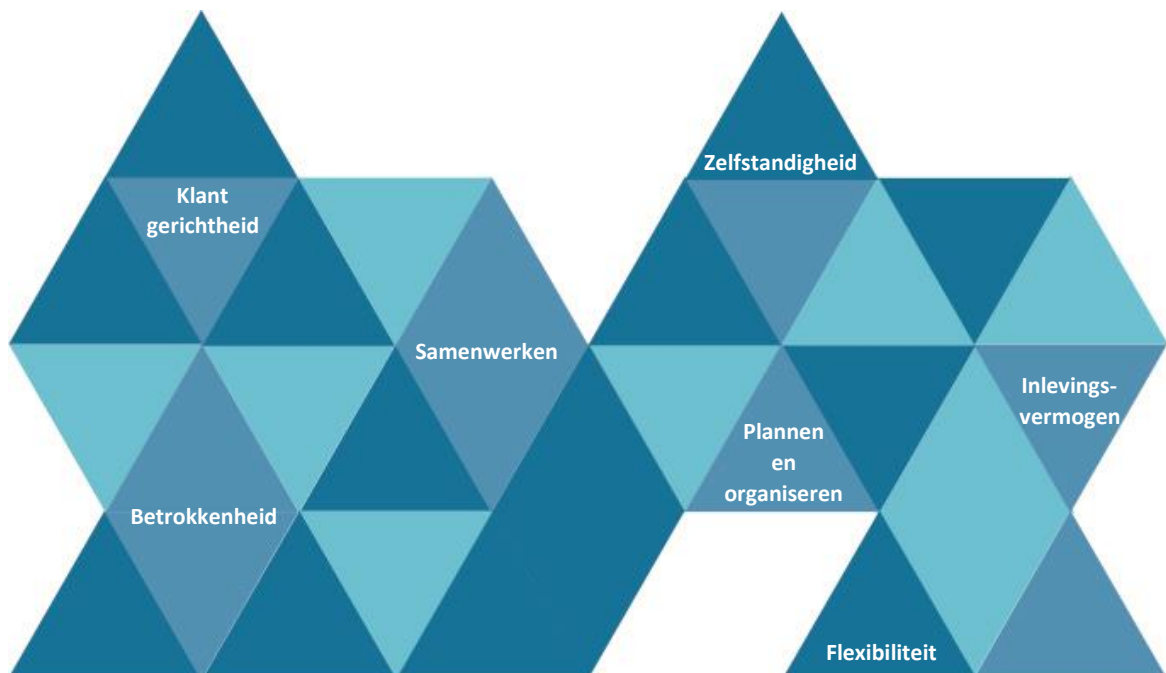 Zelfstandigheid
Klant
gerichtheid
Samenwerken
Inlevings-
vermogen
Plannen
en
organiseren
Betrokkenheid
Flexibiliteit